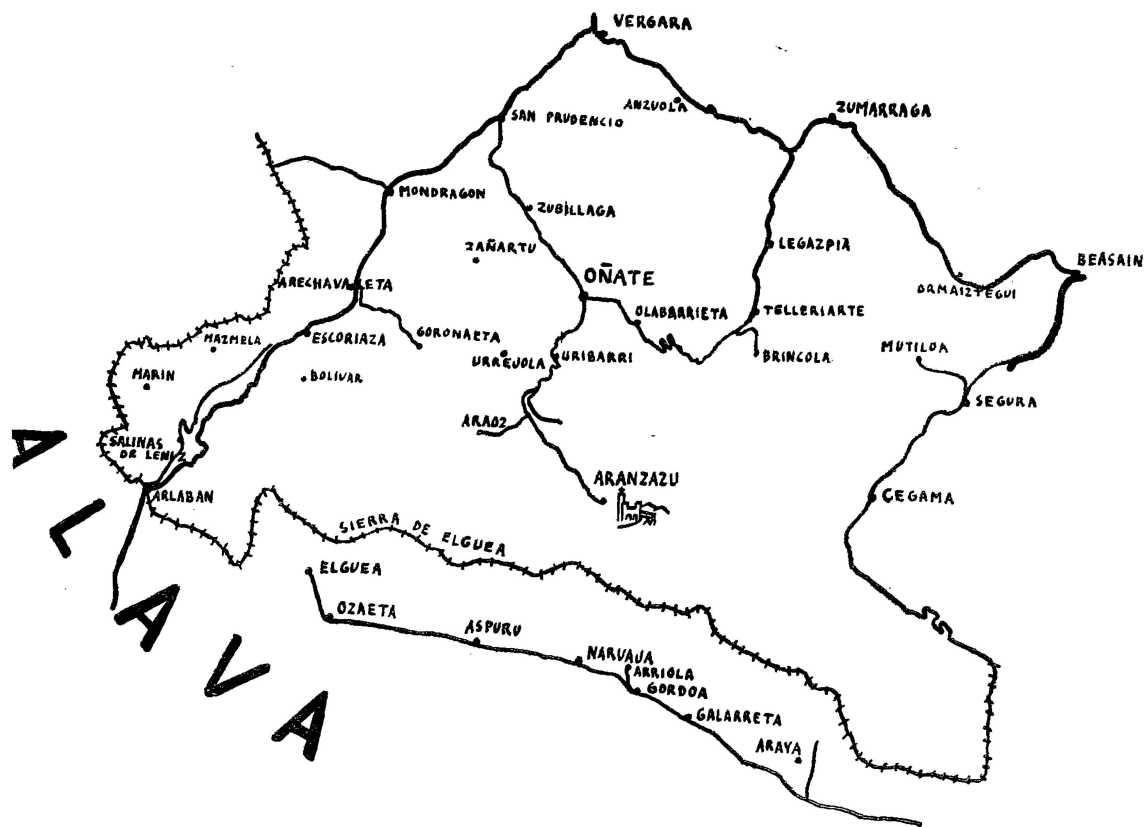 VERGARA
ANZUOLA
ZUMARRAGA
SAN PRUDENCIO
MONDRAGON
ZUBILLAGA
ZAÑARTU
LEGAZPIA
BEASAIN
ARECHAVALETA
OÑATE
ORMAIZTEGUI
OLABARRIETA
TELLERIARTE
MAZMELA
ESCORIAZA
GORONAETA
URREJOLA
URIBARRI
BRINCOLA
MUTILOA
MARIN
BOLIVAR
SEGURA
ARAOZ
SALINAS
DR LENIZ
ARANZAZU
ARLABAN
CEGAMA
SIERRA DE ELGUEA
ELGUEA
OZAETA
ASPURU
NARVAJA
ARRIOLA
GORDOA
GALARRETA
ARAYA
ALAVA